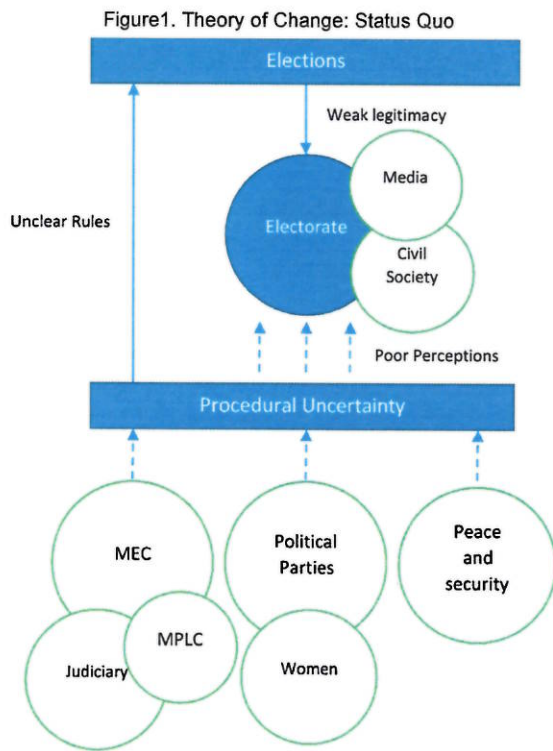 Figure1. Theory of Change: Status Quo
Elections
Weak legitimacy
Media
Electorate
Unclear Rules
Civil
Society
Poor Perceptions
Procedural Uncertainty
MEC
Political
Parties
Peace
and
security
MPLC
Judiciary
Women